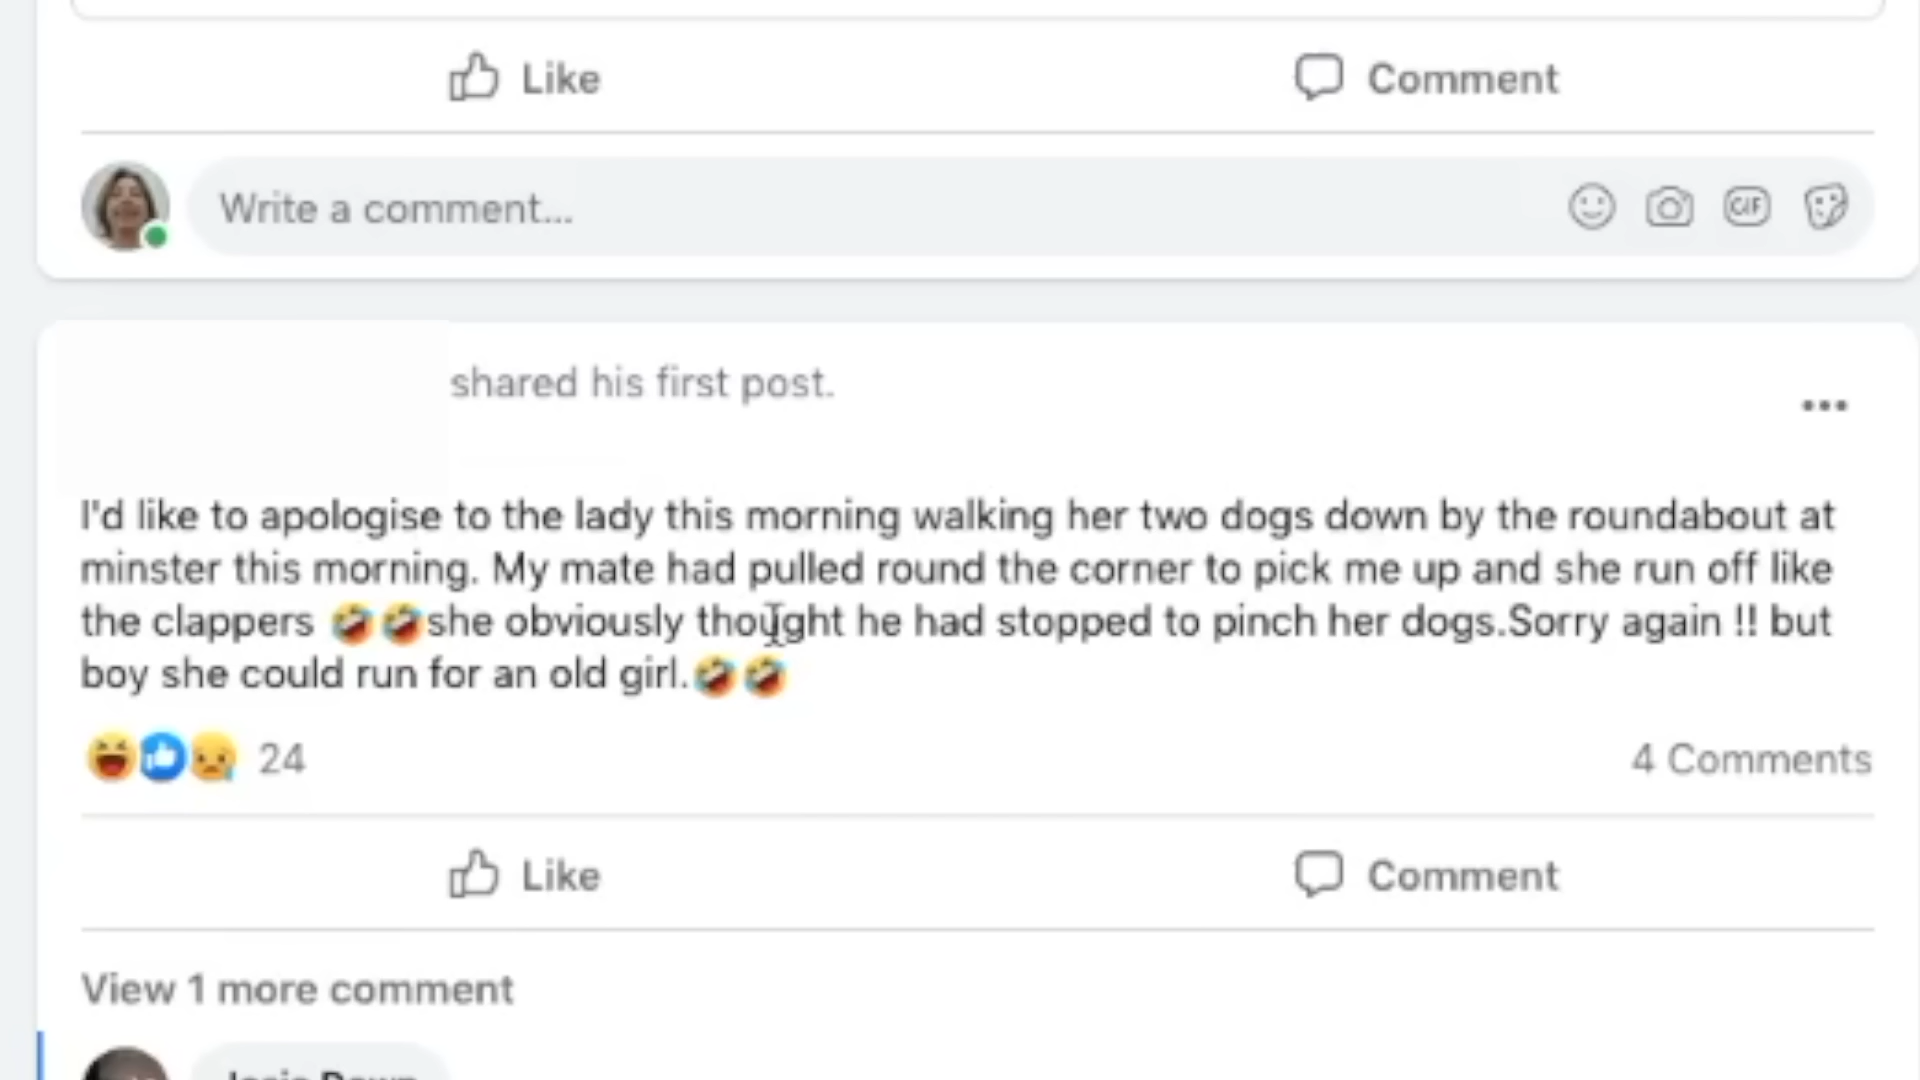 Like
Comment
Write a comment...
GIF
shared his first post.
I'd like to apologise to the lady this morning walking her two dogs down by the roundabout at
minster this morning. My mate had pulled round the corner to pick me up and she run off like
the clappers 🤣🤣she obviously thought he had stopped to pinch her dogs.Sorry again !! but
boy she could run for an old girl.🤣🤣
24
4 Comments
Like
Comment
View 1 more comment